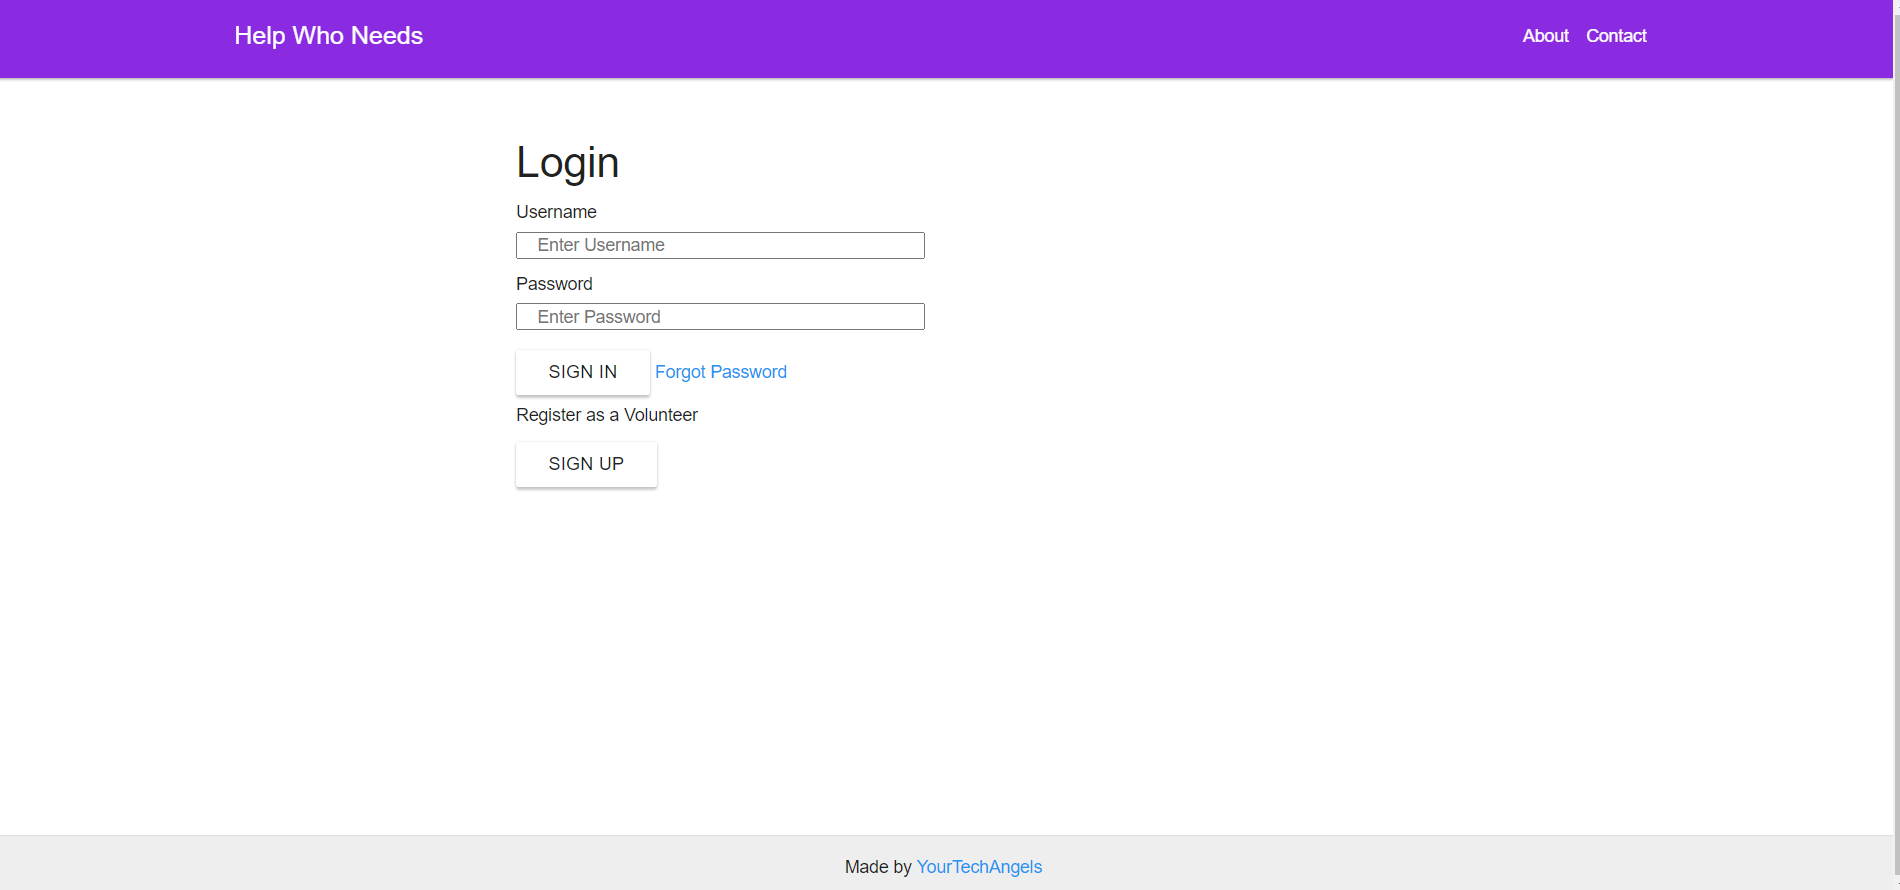 Help Who Needs
About Contact
Login
Username
Enter Username
Password
Enter Password
SIGN IN Forgot Password
Register as a Volunteer
SIGN UP
Made by YourTechAngels